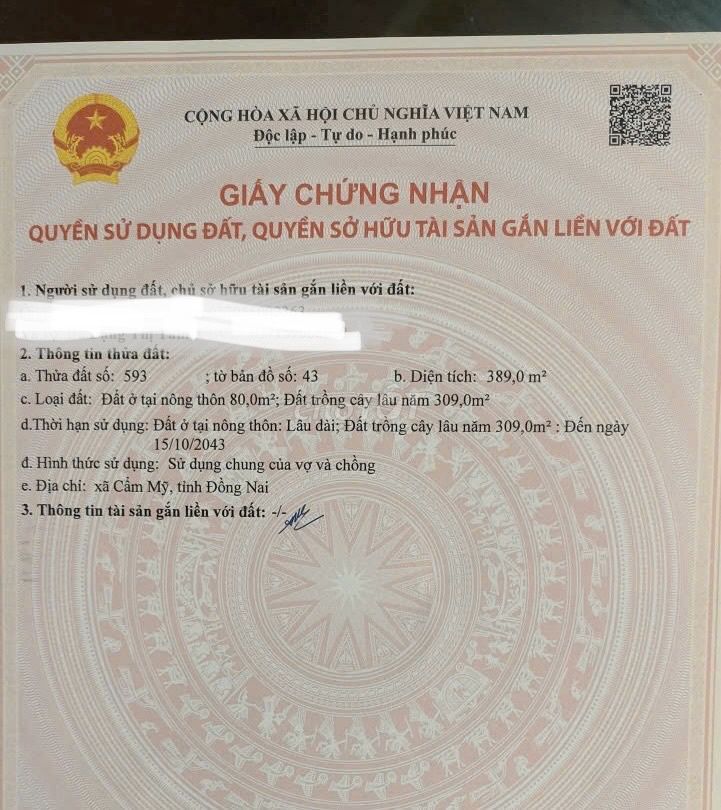 CỘNG HÒA XÃ HỘI CHỦ NGHĨA VIỆT NAM
Độc lập - Tự do - Hạnh phúc
GIẤY CHỨNG NHẬN
QUYỀN SỬ DỤNG ĐẤT, QUYỀN SỞ HỮU TÀI SẢN GẮN LIỀN VỚI ĐẤT
1. Người sử dụng đất, chủ sở hữu tài sản gắn liền với đất:
2. Thông tin thửa đất:
a. Thửa đất số: 593 ; tờ bản đồ số: 43 b. Diện tích: 389,0 m²
c. Loại đất: Đất ở tại nông thôn 80,0m²; Đất trồng cây lâu năm 309,0m²
d.Thời hạn sử dụng: Đất ở tại nông thôn: Lâu dài; Đất trồng cây lâu năm 309,0m² : Đến ngày
15/10/2043
đ. Hình thức sử dụng: Sử dụng chung của vợ và chồng
e. Địa chỉ: xã Cẩm Mỹ, tỉnh Đồng Nai
3. Thông tin tài sản gắn liền với đất: -/-